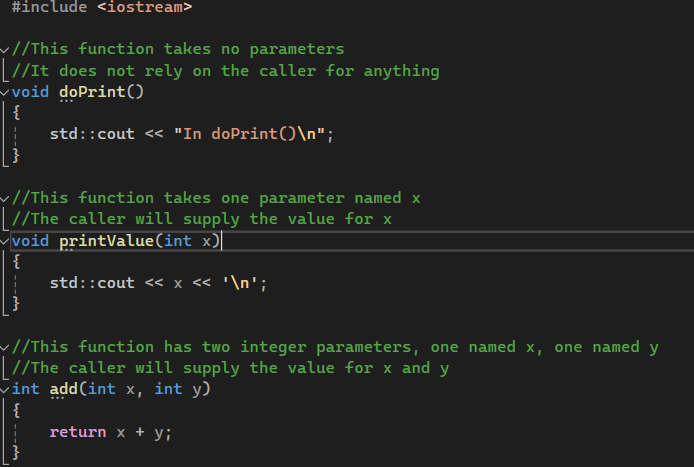 #include <iostream>
//This function takes no parameters
//It does not rely on the caller for anything
void doPrint()
{
    std::cout << "In doPrint()\n";
}
//This function takes one parameter named x
//The caller will supply the value for x
void printValue(int x)
{
    std::cout << x << '\n';
}
//This function has two integer parameters, one named x, one named y
//The caller will supply the value for x and y
int add(int x, int y)
{
    return x + y;
}